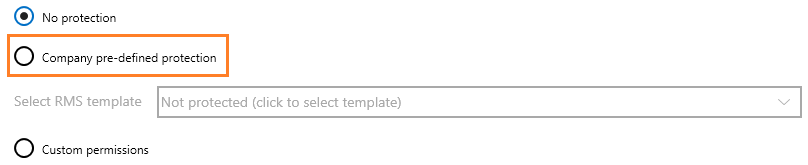 No protection
Company pre-defined protection
Select RMS template Not protected (click to select template)
Custom permissions